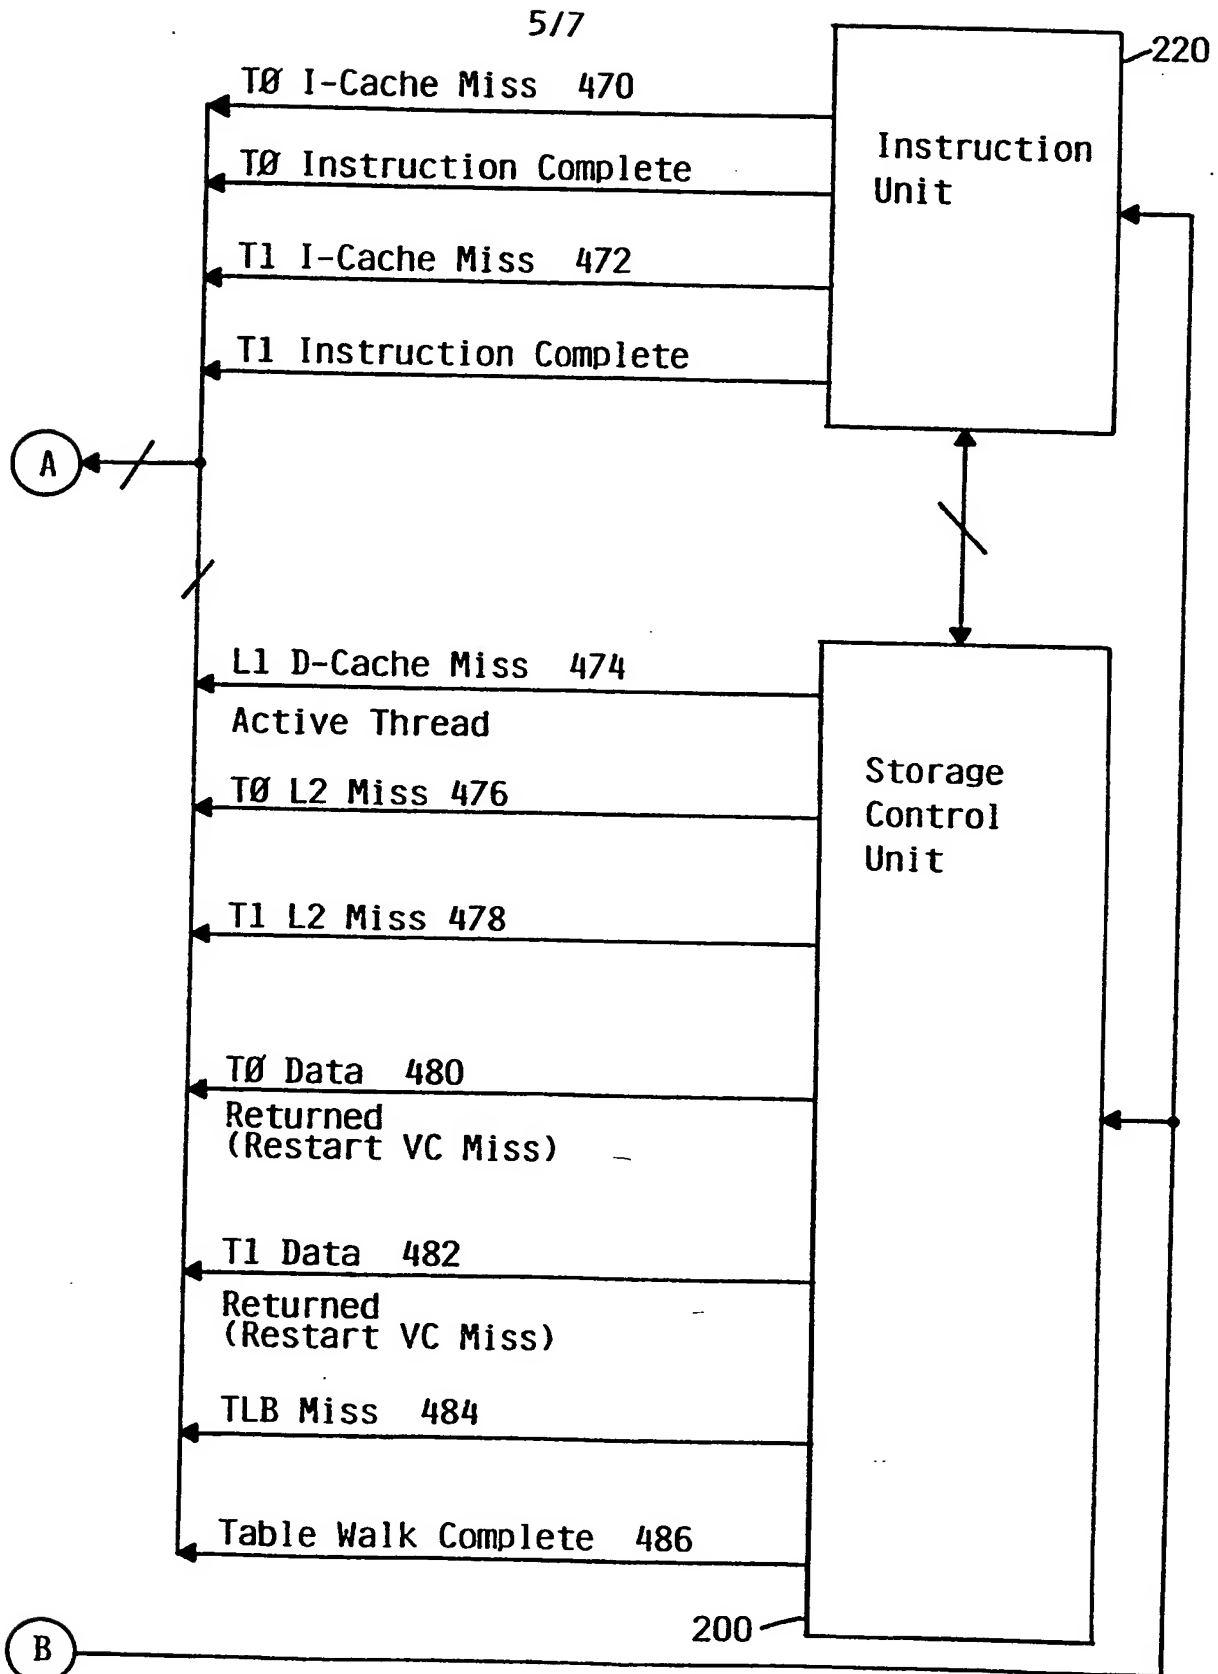 5/7
220
TØ I-Cache Miss 470
Instruction
Unit
TØ Instruction Complete
T1 I-Cache Miss 472
T1 Instruction Complete
A
L1 D-Cache Miss 474
Active Thread
Storage
Control
Unit
TØ L2 Miss 476
T1 L2 Miss 478
TØ Data 480
Returned
(Restart VC Miss)
T1 Data 482
Returned
(Restart VC Miss)
TLB Miss 484
Table Walk Complete 486
200
B